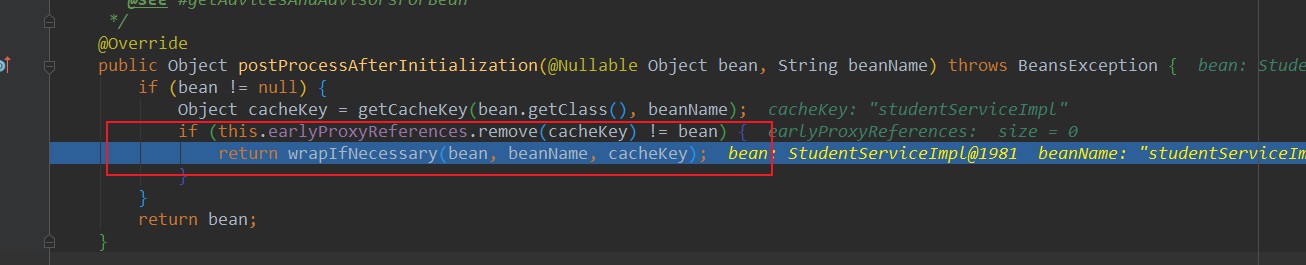 @see #getAdvicesAndAdvisorsForBean
*/
@Override
public Object postProcessAfterInitialization(@Nullable Object bean, String beanName) throws BeansException {  bean: Stude
if (bean != null) {
Object cacheKey = getCacheKey(bean.getClass(), beanName);  cacheKey: "studentServiceImpl"
if (this.earlyProxyReferences.remove(cacheKey) != bean) {  earlyProxyReferences:  size = 0
return wrapIfNecessary(bean, beanName, cacheKey);  bean: StudentServiceImpl@1981  beanName: "studentServiceIm
}
}
return bean;
}